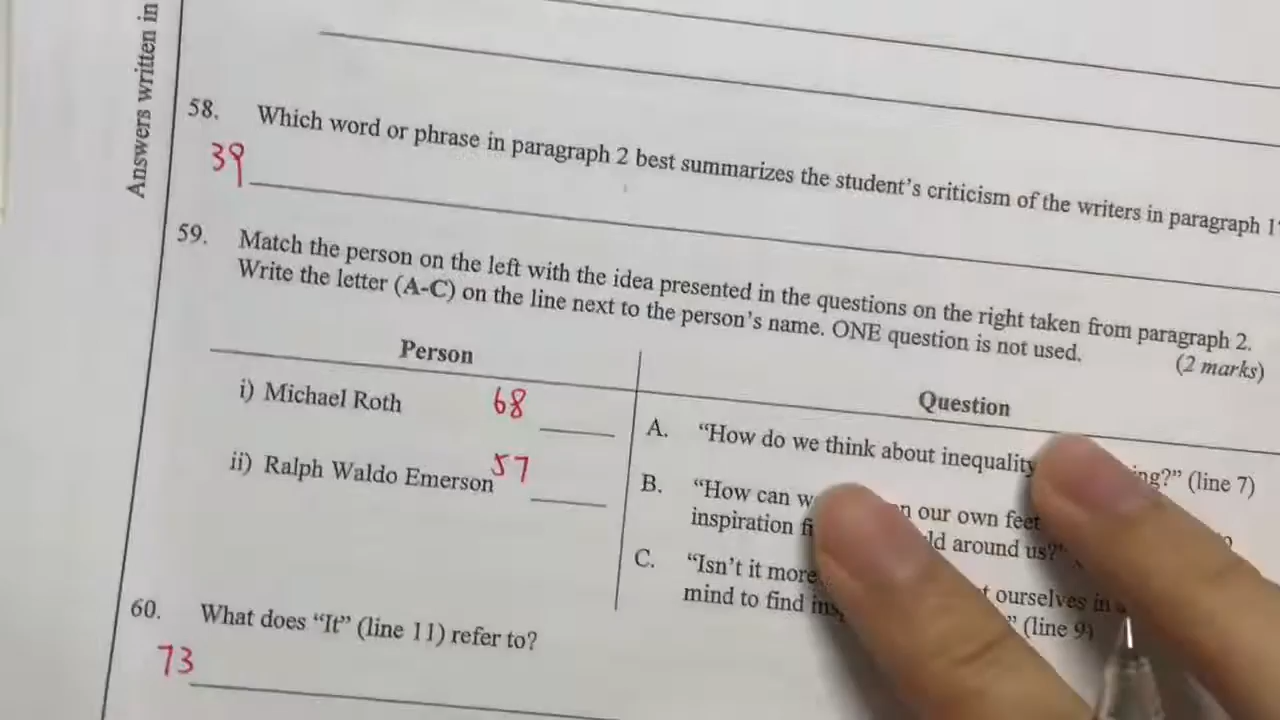 Answers written in
58. Which word or phrase in paragraph 2 best summarizes the student's criticism of the writers in paragraph 1
39
59. Match the person on the left with the idea presented in the questions on the right taken from paragraph 2.
Write the letter (A-C) on the line next to the person's name. ONE question is not used.
(2 marks)
Person
Question
i) Michael Roth 68
ii) Ralph Waldo Emerson 57
A. "How do we think about inequality ing?" (line 7)
B. "How can w n our own feet
inspiration ld around us?"
C. "Isn't it more ourselves in
mind to find (line 9)
60. What does "It" (line 11) refer to?
73